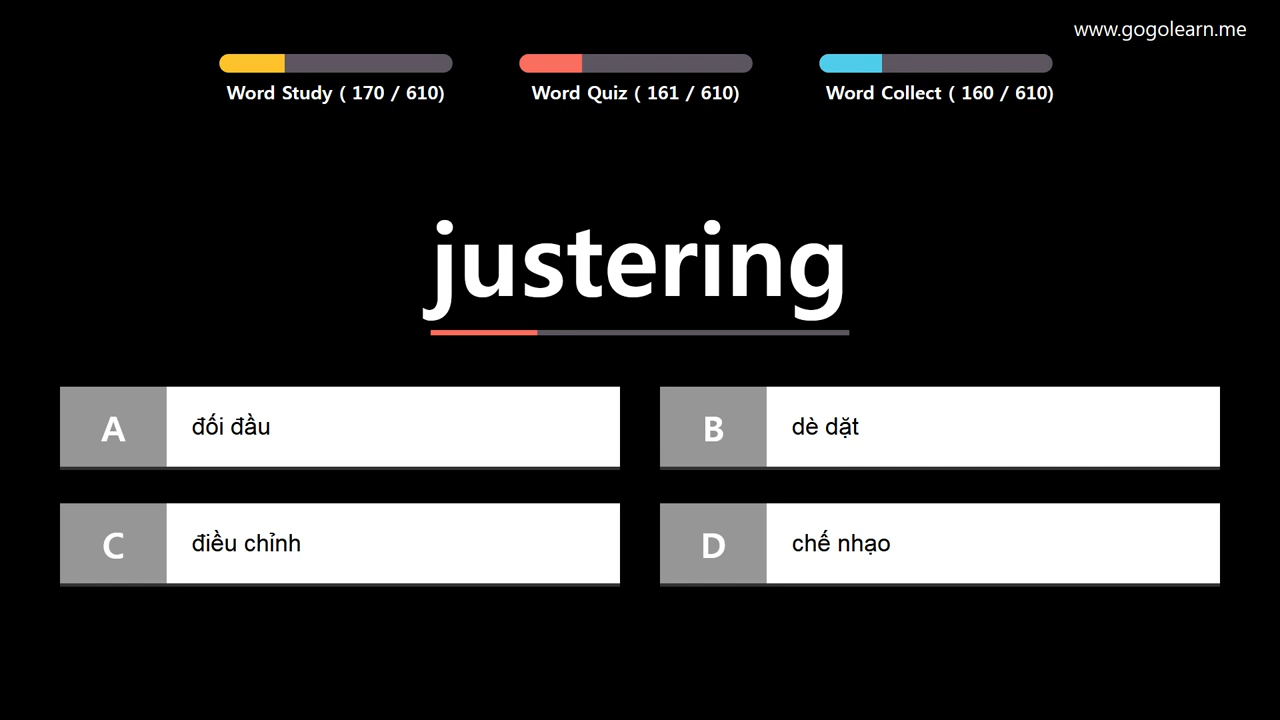 www.gogolearn.me
Word Study ( 170 / 610)
Word Quiz ( 161 / 610)
Word Collect ( 160 / 610)
justering
A
đối đầu
B
dè dặt
C
điều chỉnh
D
chế nhạo